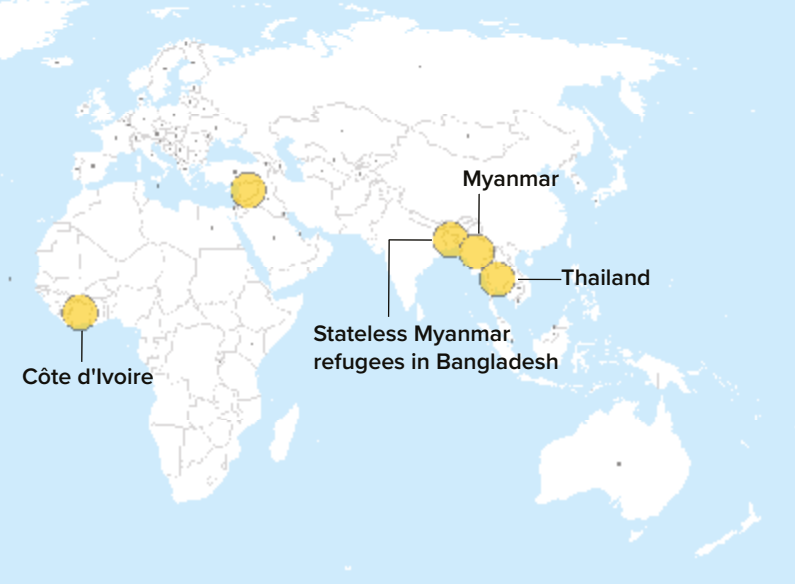 Myanmar
Thailand
Stateless Myanmar
refugees in Bangladesh
Côte d'Ivoire